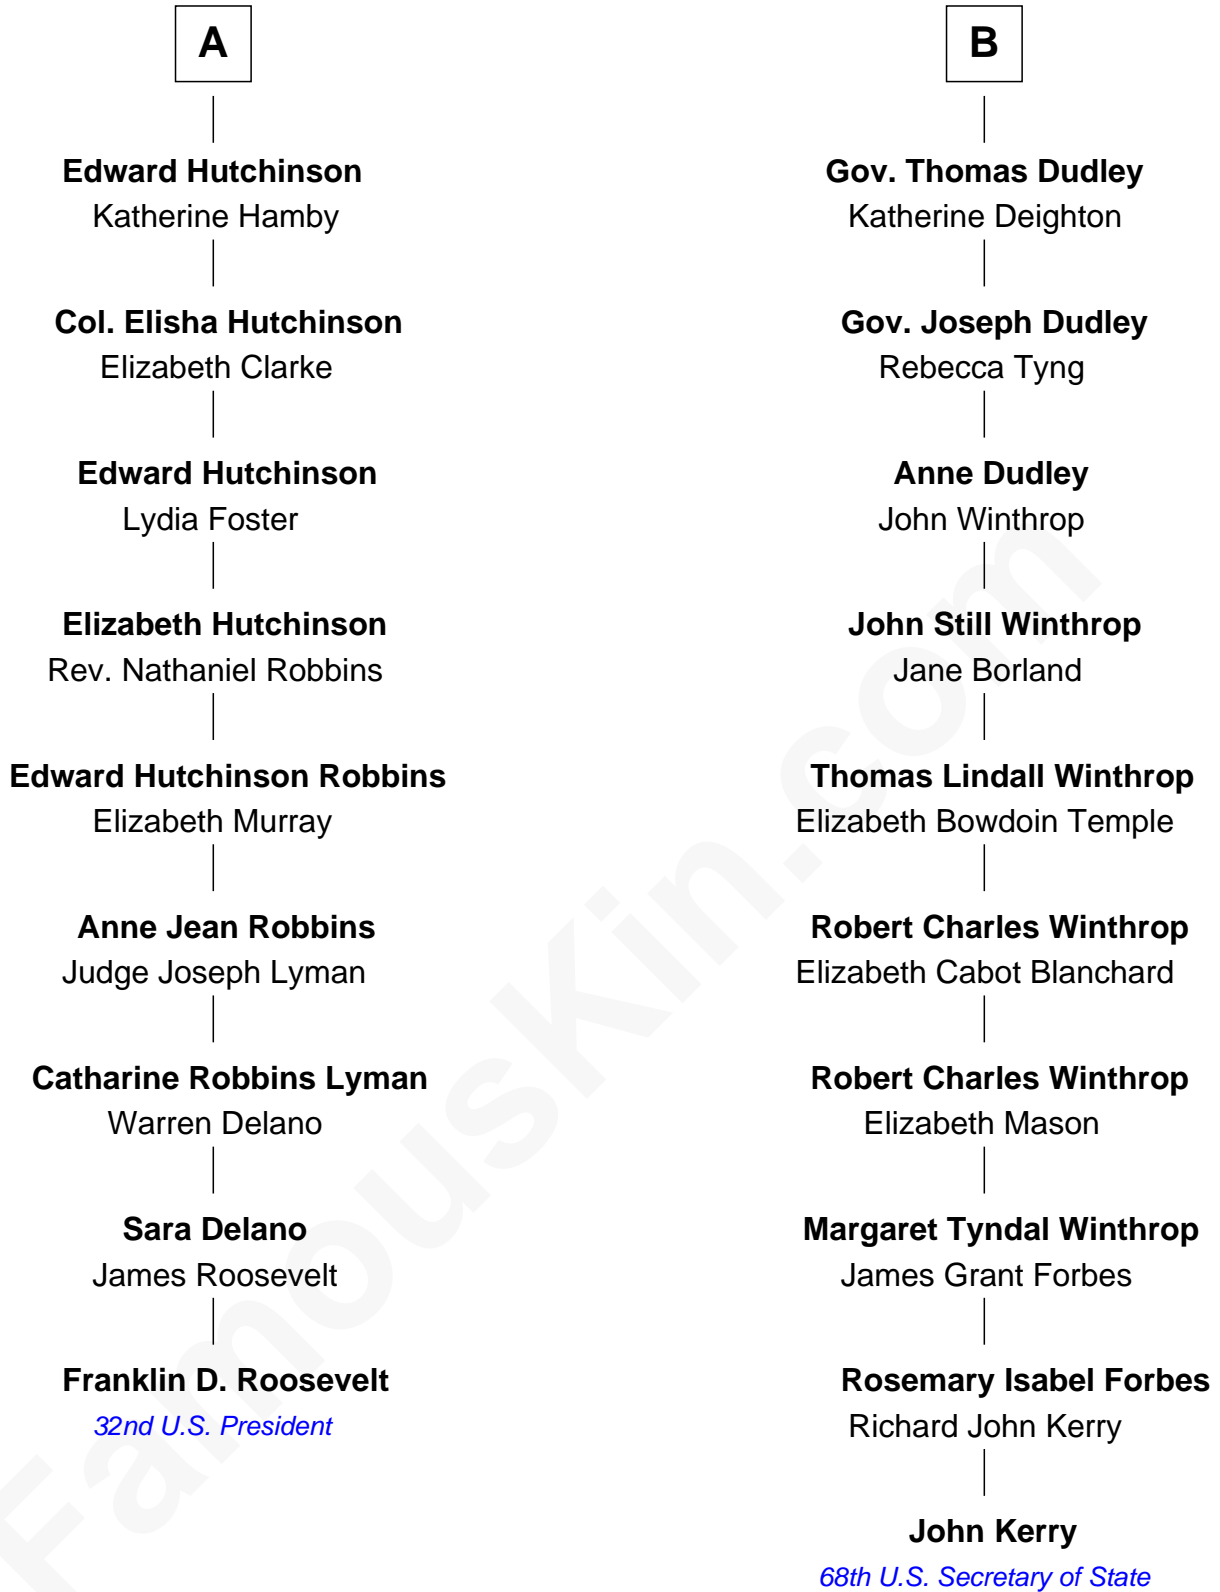 A
Edward Hutchinson
Katherine Hamby
Col. Elisha Hutchinson
Elizabeth Clarke
Edward Hutchinson
Lydia Foster
Elizabeth Hutchinson
Rev. Nathaniel Robbins
Edward Hutchinson Robbins
Elizabeth Murray
Anne Jean Robbins
Judge Joseph Lyman
Catharine Robbins Lyman
Warren Delano
Sara Delano
James Roosevelt
Franklin D. Roosevelt
32nd U.S. President
B
Gov. Thomas Dudley
Katherine Deighton
Gov. Joseph Dudley
Rebecca Tyng
Anne Dudley
John Winthrop
John Still Winthrop
Jane Borland
Thomas Lindall Winthrop
Elizabeth Bowdoin Temple
Robert Charles Winthrop
Elizabeth Cabot Blanchard
Robert Charles Winthrop
Elizabeth Mason
Margaret Tyndal Winthrop
James Grant Forbes
Rosemary Isabel Forbes
Richard John Kerry
John Kerry
68th U.S. Secretary of State
FamousKin.com